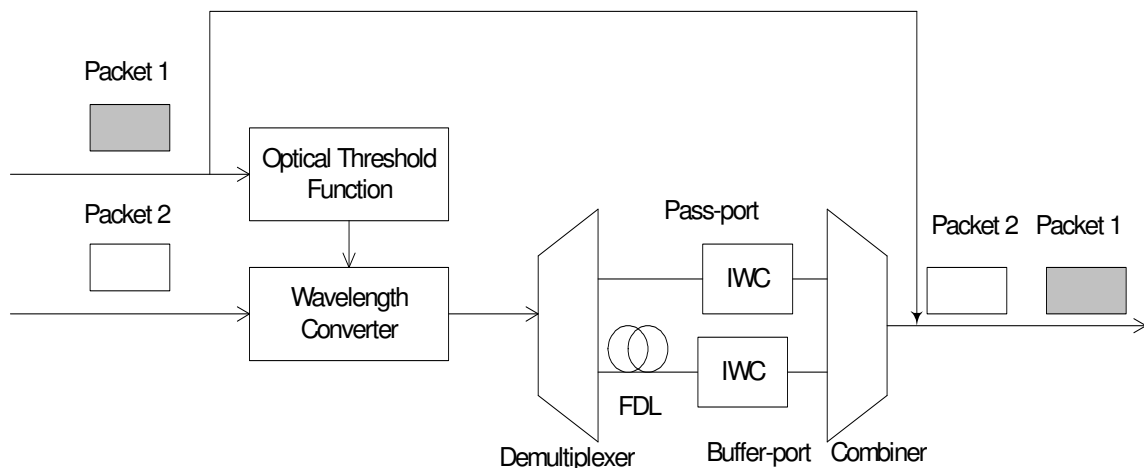 Packet 1
Optical Threshold
Function
Packet 2
Pass-port
Packet 2
Packet 1
IWC
Wavelength
Converter
IWC
FDL
Demultiplexer
Buffer-port
Combiner